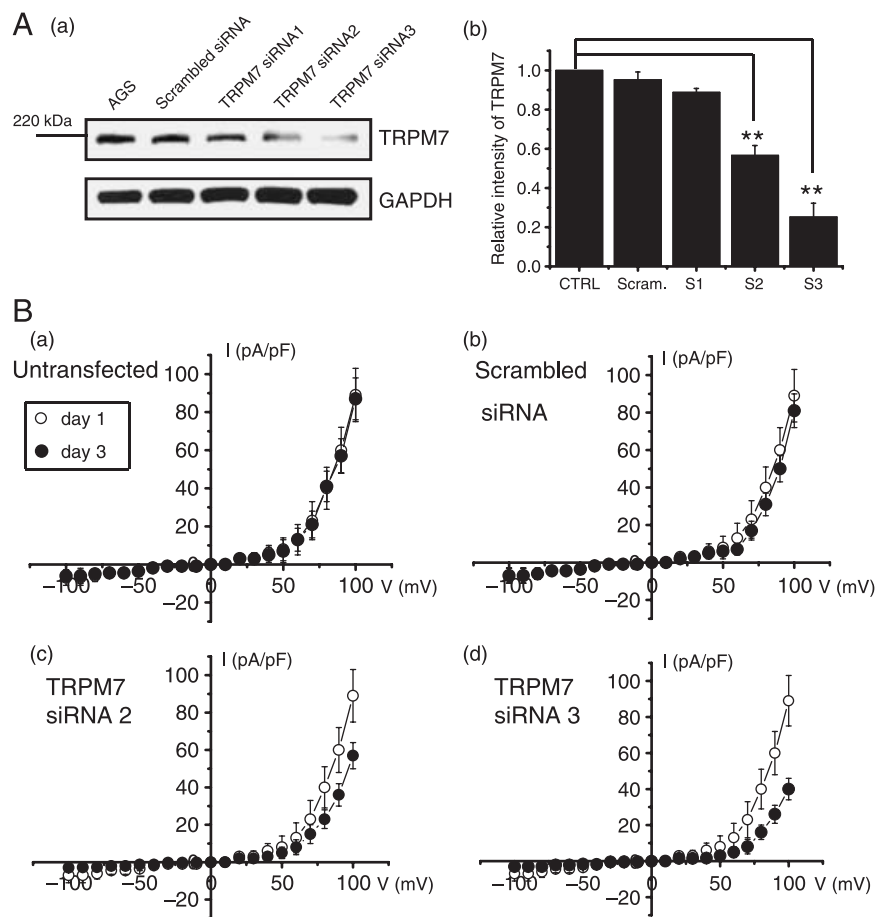 A (a)
AGS
Scrambled siRNA
TRPM7 siRNA1
TRPM7 siRNA2
TRPM7 siRNA3
220 kDa
TRPM7
GAPDH
(b)
Relative intensity of TRPM7
1.0
0.8
0.6
0.4
0.2
0.0
**
**
CTRL Scram. S1 S2 S3
B
(a)
Untransfected
day 1
day 3
I (pA/pF)
100
80
60
40
20
0
−20
−100 −50 0 50 100 V (mV)
(b)
Scrambled
siRNA
I (pA/pF)
100
80
60
40
20
0
−20
−100 −50 0 50 100 V (mV)
(c)
TRPM7
siRNA 2
I (pA/pF)
100
80
60
40
20
0
−20
−100 −50 0 50 100 V (mV)
(d)
TRPM7
siRNA 3
I (pA/pF)
100
80
60
40
20
0
−20
−100 −50 0 50 100 V (mV)